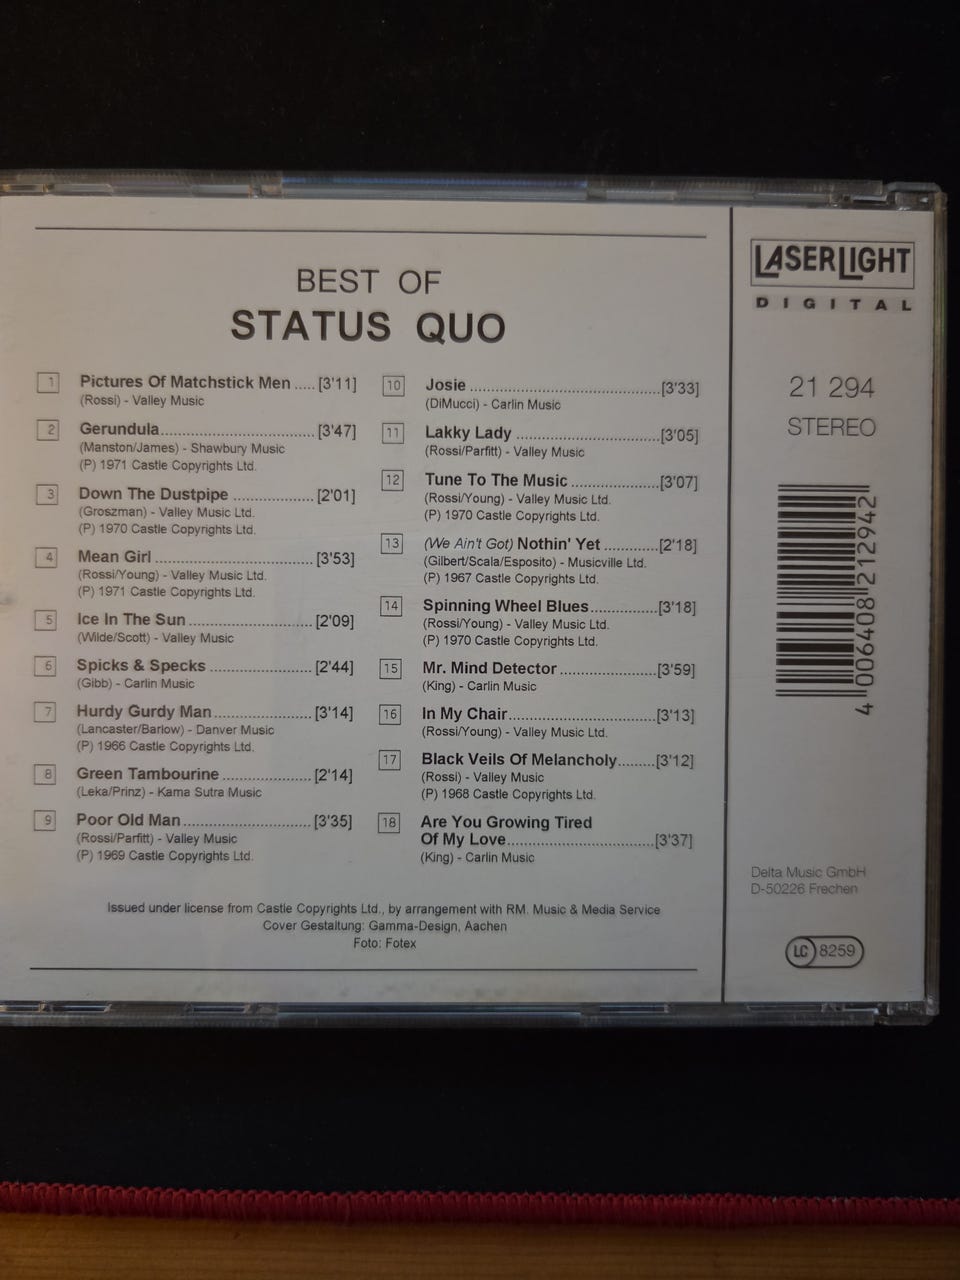 BEST OF
STATUS QUO
1 Pictures Of Matchstick Men ..... [3'11]
(Rossi) - Valley Music
2 Gerundula....................................... [3'47]
(Manston/James) - Shawbury Music
(P) 1971 Castle Copyrights Ltd.
3 Down The Dustpipe .................... [2'01]
(Groszman) - Valley Music Ltd.
(P) 1970 Castle Copyrights Ltd.
4 Mean Girl ....................................... [3'53]
(Rossi/Young) - Valley Music Ltd.
(P) 1971 Castle Copyrights Ltd.
5 Ice In The Sun ............................... [2'09]
(Wilde/Scott) - Valley Music
6 Spicks & Specks .......................... [2'44]
(Gibb) - Carlin Music
7 Hurdy Gurdy Man ........................ [3'14]
(Lancaster/Barlow) - Danver Music
(P) 1966 Castle Copyrights Ltd.
8 Green Tambourine ...................... [2'14]
(Leka/Prinz) - Kama Sutra Music
9 Poor Old Man ................................ [3'35]
(Rossi/Parfitt) - Valley Music
(P) 1969 Castle Copyrights Ltd.
10 Josie ................................................ [3'33]
(DiMucci) - Carlin Music
11 Lakky Lady .................................... [3'05]
(Rossi/Parfitt) - Valley Music
12 Tune To The Music ...................... [3'07]
(Rossi/Young) - Valley Music Ltd.
(P) 1970 Castle Copyrights Ltd.
13 (We Ain't Got) Nothin' Yet ............. [2'18]
(Gilbert/Scala/Esposito) - Musicville Ltd.
(P) 1967 Castle Copyrights Ltd.
14 Spinning Wheel Blues ................. [3'18]
(Rossi/Young) - Valley Music Ltd.
(P) 1970 Castle Copyrights Ltd.
15 Mr. Mind Detector ........................ [3'59]
(King) - Carlin Music
16 In My Chair..................................... [3'13]
(Rossi/Young) - Valley Music Ltd.
17 Black Veils Of Melancholy......... [3'12]
(Rossi) - Valley Music
(P) 1968 Castle Copyrights Ltd.
18 Are You Growing Tired
Of My Love..................................... [3'37]
(King) - Carlin Music
Issued under license from Castle Copyrights Ltd., by arrangement with RM. Music & Media Service
Cover Gestaltung: Gamma-Design, Aachen
Foto: Fotex
LASERLIGHT
DIGITAL
21 294
STEREO
4 006408 212942
Delta Music GmbH
D-50226 Frechen
LC 8259